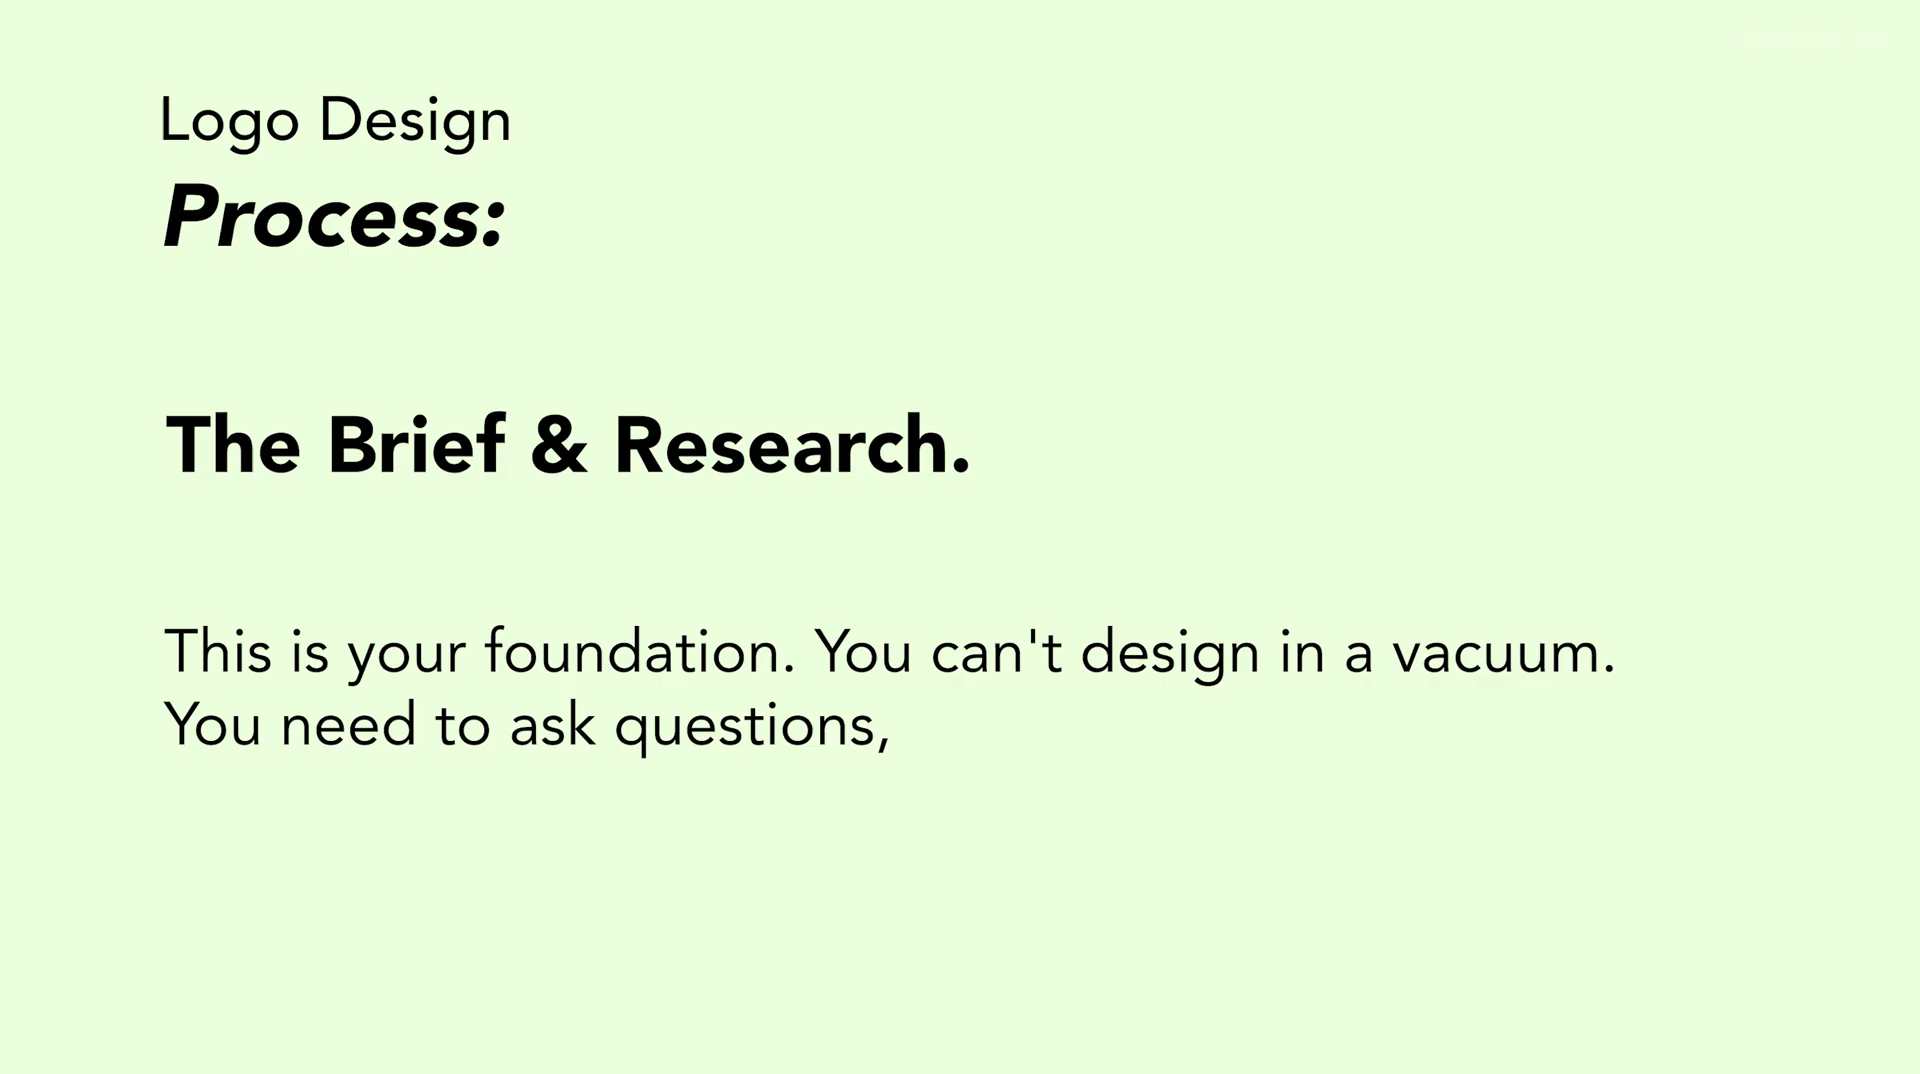 Logo Design
Process:
The Brief & Research.
This is your foundation. You can't design in a vacuum.
You need to ask questions,